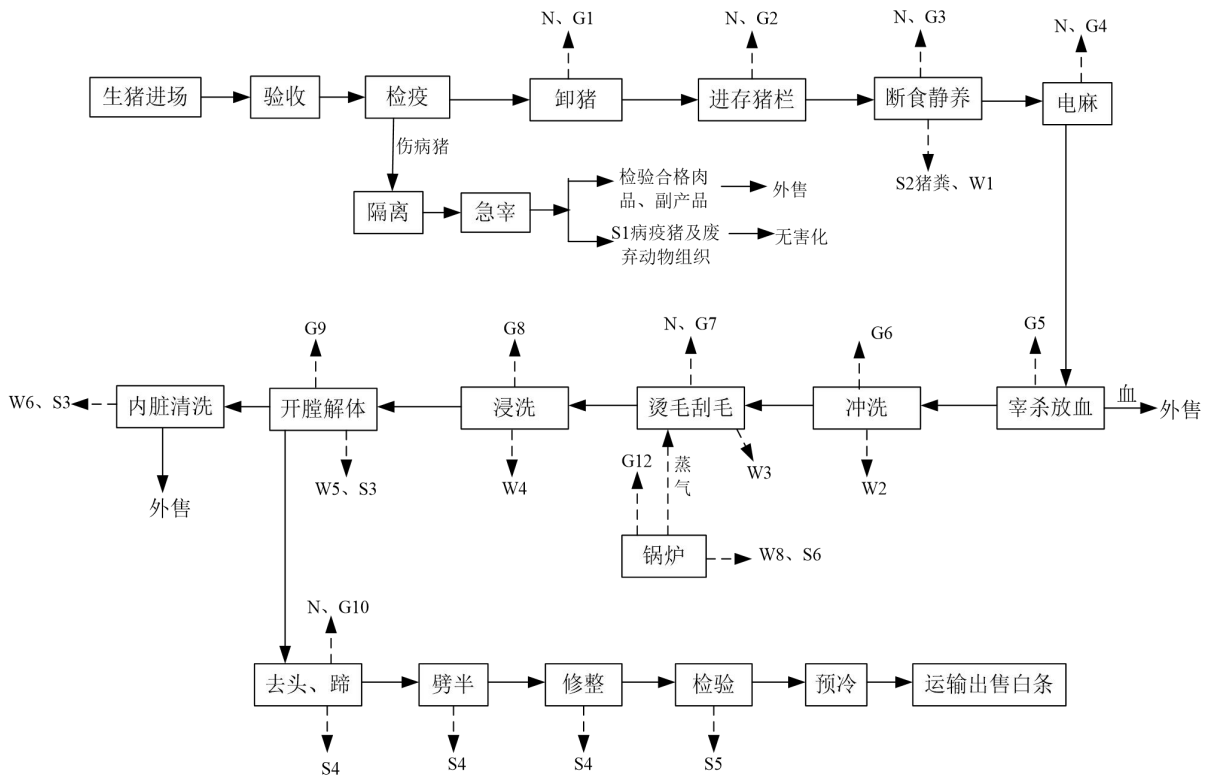 N、G1
N、G2
N、G3
N、G4
生猪进场
验收
检疫
卸猪
进存猪栏
断食静养
电麻
伤病猪
S2猪粪、W1
隔离
急宰
检验合格肉
品、副产品
外售
S1病疫猪及废
弃动物组织
无害化
G9
G8
N、G7
G6
G5
W6、S3
内脏清洗
开膛解体
浸洗
烫毛刮毛
冲洗
宰杀放血
血
外售
外售
W5、S3
W4
G12
蒸
气
W3
W2
锅炉
W8、S6
N、G10
去头、蹄
劈半
修整
检验
预冷
运输出售白条
S4
S4
S4
S5